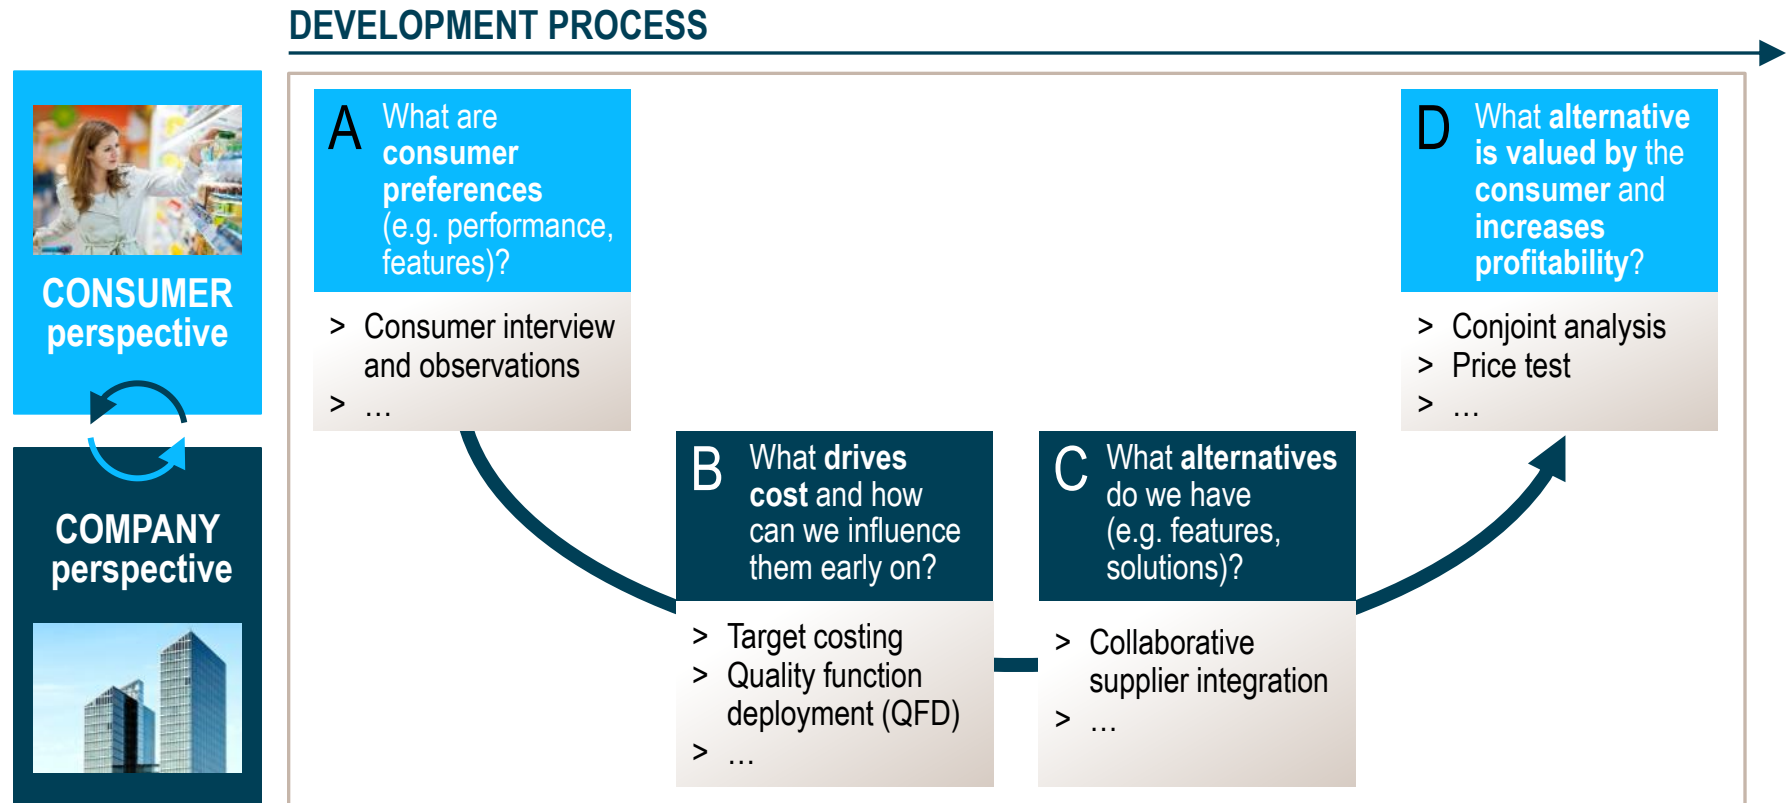 DEVELOPMENT PROCESS
CONSUMER
perspective
COMPANY
perspective
A
What are
consumer
preferences
(e.g. performance,
features)?
> Consumer interview
and observations
> …
B
What drives
cost and how
can we influence
them early on?
> Target costing
> Quality function
deployment (QFD)
> …
C
What alternatives
do we have
(e.g. features,
solutions)?
> Collaborative
supplier integration
> …
D
What alternative
is valued by the
consumer and
increases
profitability?
> Conjoint analysis
> Price test
> …